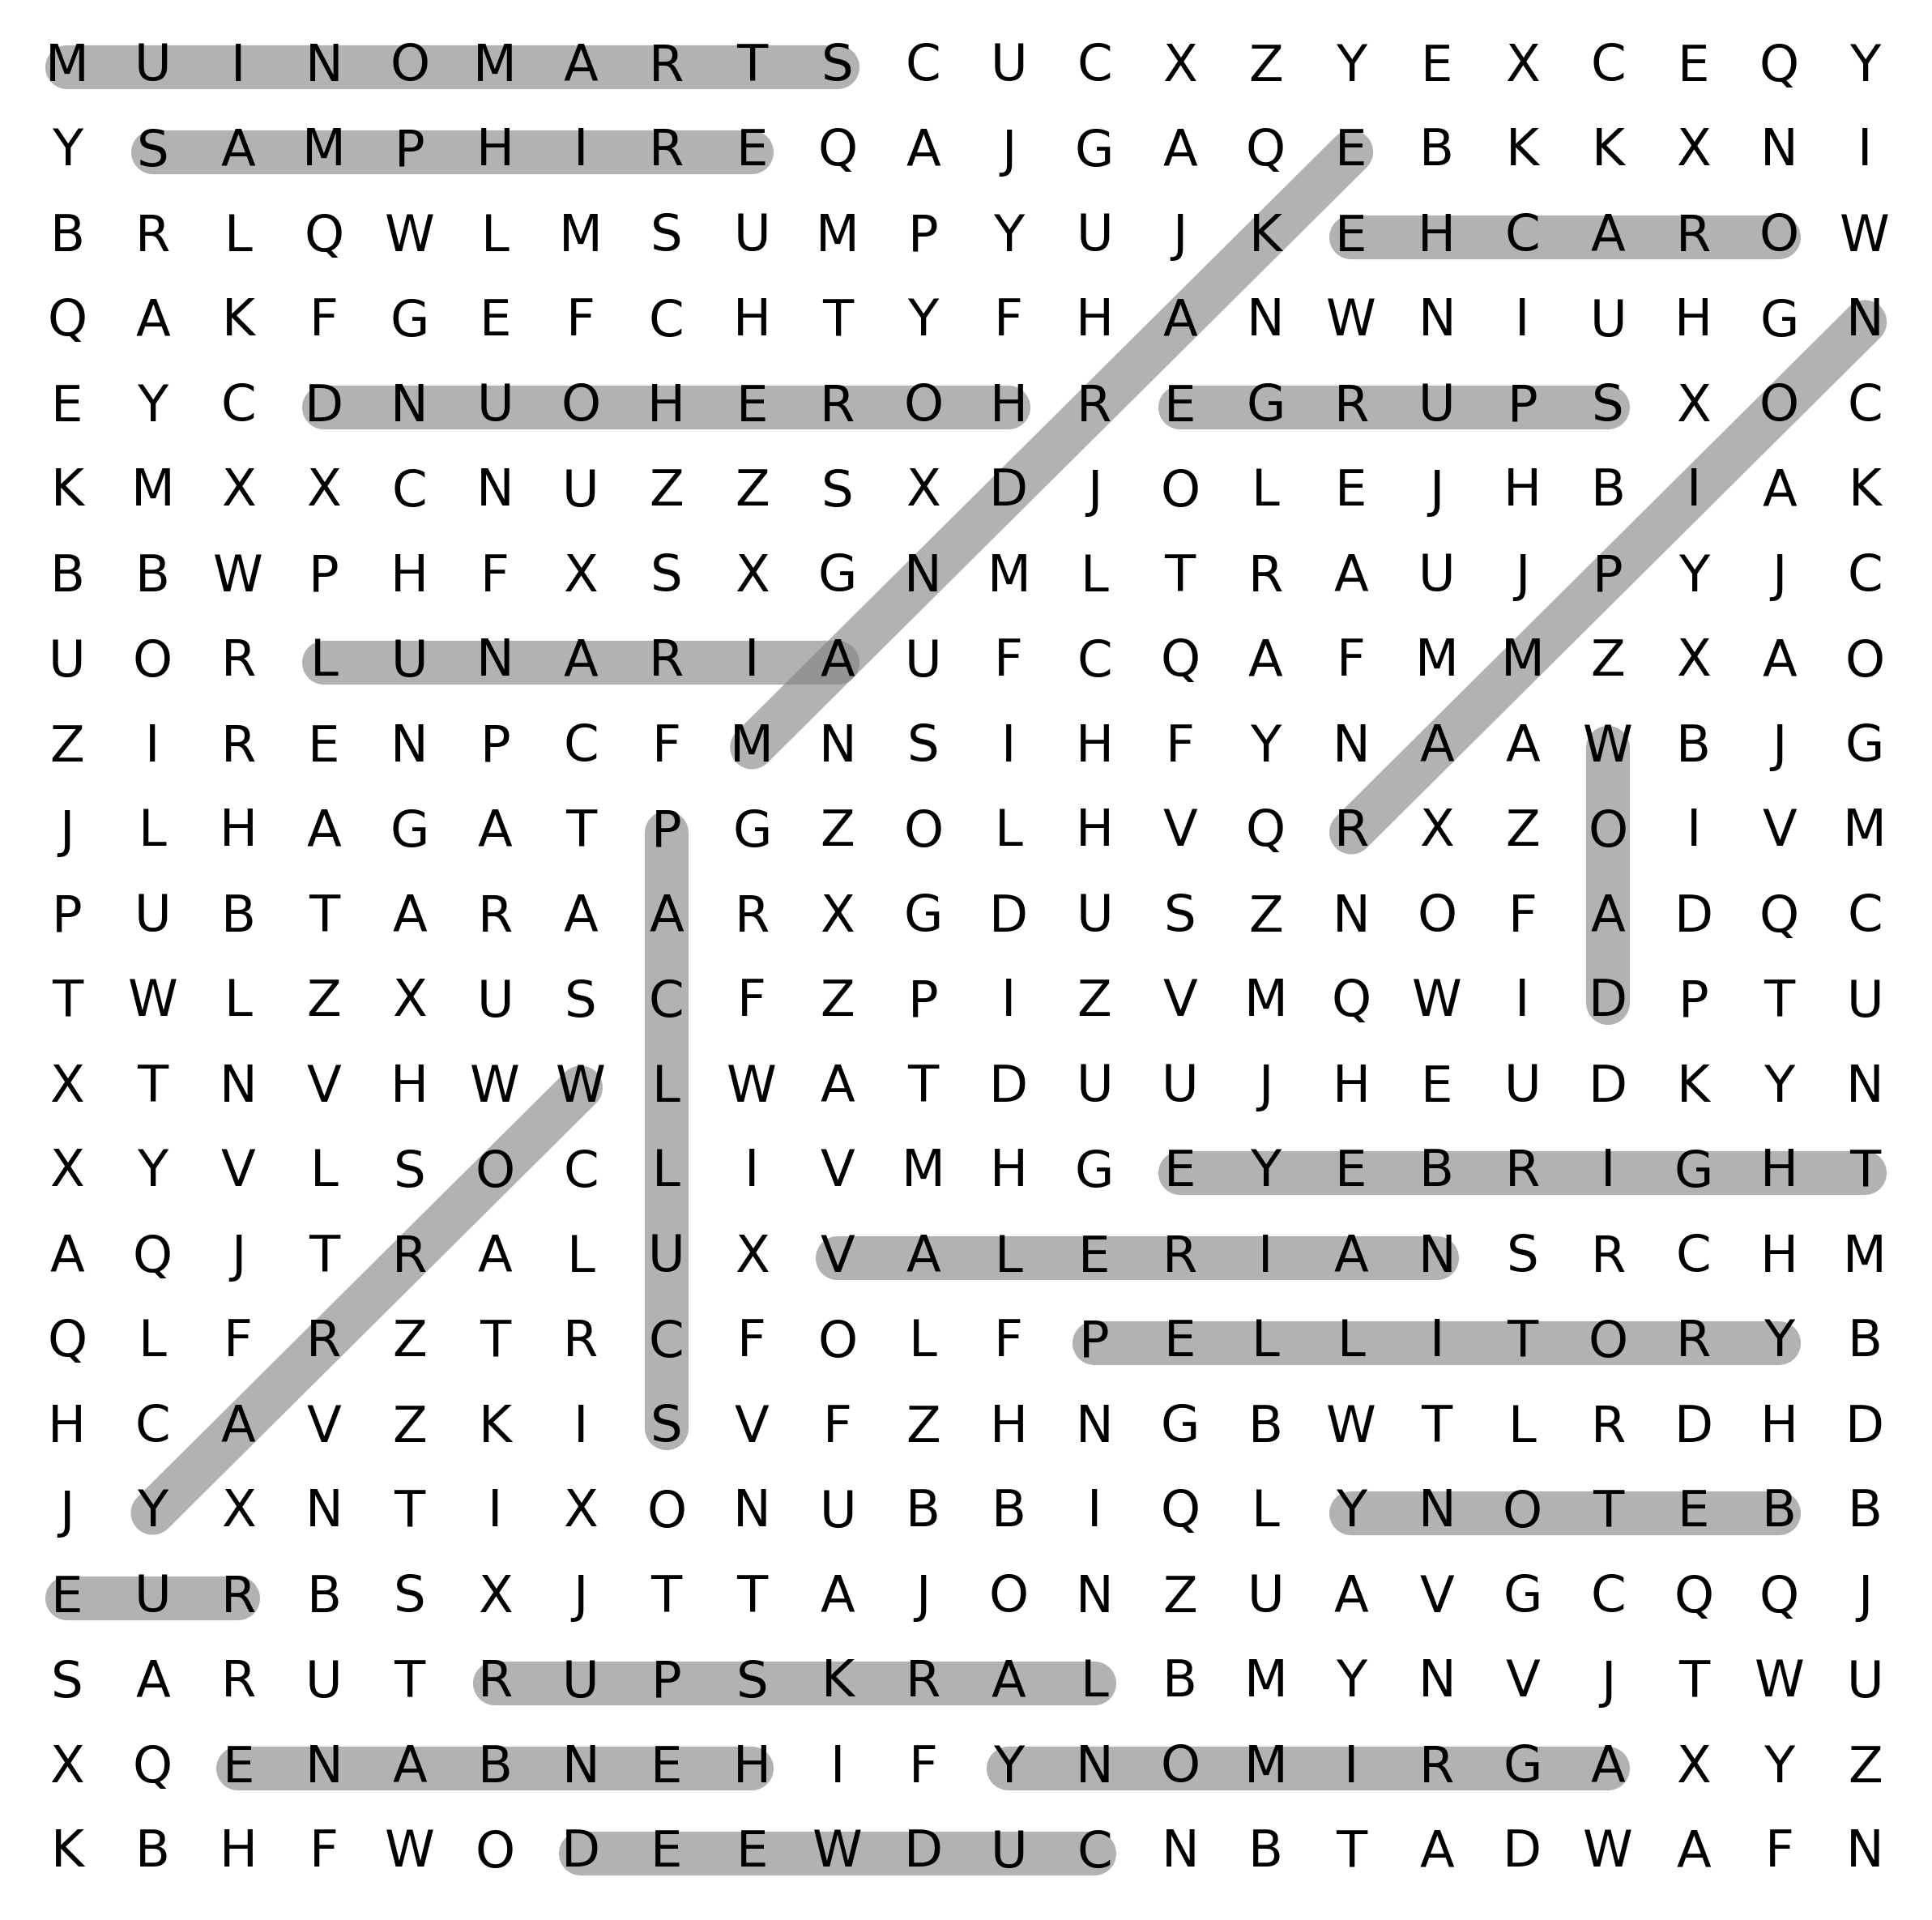 M U I N O M A R T S C U C X Z Y E X C E Q Y
Y S A M P H I R E Q A J G A Q E B K K X N I
B R L Q W L M S U M P Y U J K E H C A R O W
Q A K F G E F C H T Y F H A N W N I U H G N
E Y C D N U O H E R O H R E G R U P S X O C
K M X X C N U Z Z S X D J O L E J H B I A K
B B W P H F X S X G N M L T R A U J P Y J C
U O R L U N A R I A U F C Q A F M M Z X A O
Z I R E N P C F M N S I H F Y N A A W B J G
J L H A G A T P G Z O L H V Q R X Z O I V M
P U B T A R A A R X G D U S Z N O F A D Q C
T W L Z X U S C F Z P I Z V M Q W I D P T U
X T N V H W W L W A T D U U J H E U D K Y N
X Y V L S O C L I V M H G E Y E B R I G H T
A Q J T R A L U X V A L E R I A N S R C H M
Q L F R Z T R C F O L F P E L L I T O R Y B
H C A V Z K I S V F Z H N G B W T L R D H D
J Y X N T I X O N U B B I Q L Y N O T E B B
E U R B S X J T T A J O N Z U A V G C Q Q J
S A R U T R U P S K R A L B M Y N V J T W U
X Q E N A B N E H I F Y N O M I R G A X Y Z
K B H F W O D E E W D U C N B T A D W A F N